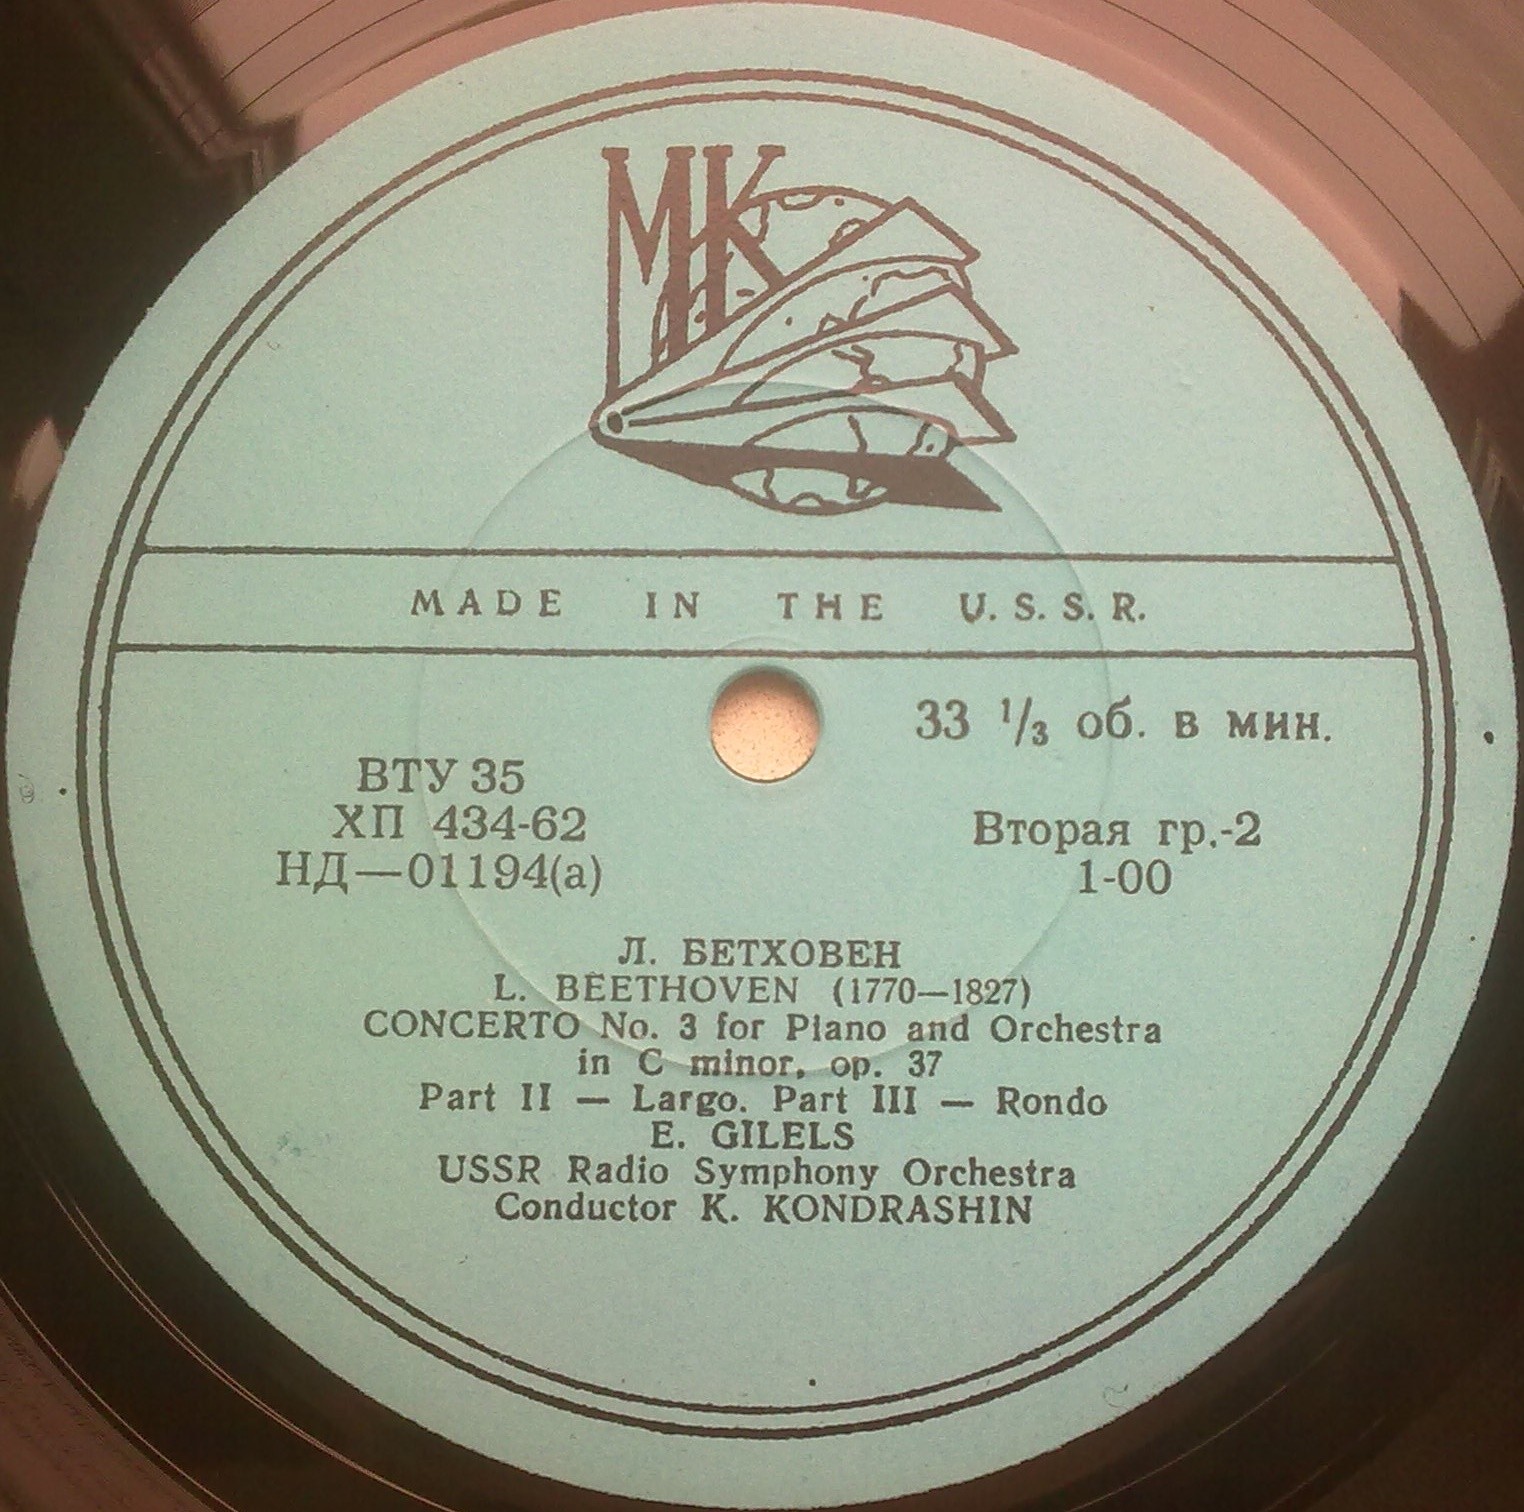 МК
MADE IN THE U.S.S.R.
33 1/3 об. в мин.
ВТУ 35
ХП 434-62
НД—01194(а)
Вторая гр.-2
1-00
Л. БЕТХОВЕН
L. BEETHOVEN (1770—1827)
CONCERTO No. 3 for Piano and Orchestra
in C minor, op. 37
Part II — Largo. Part III — Rondo
E. GILELS
USSR Radio Symphony Orchestra
Conductor K. KONDRASHIN